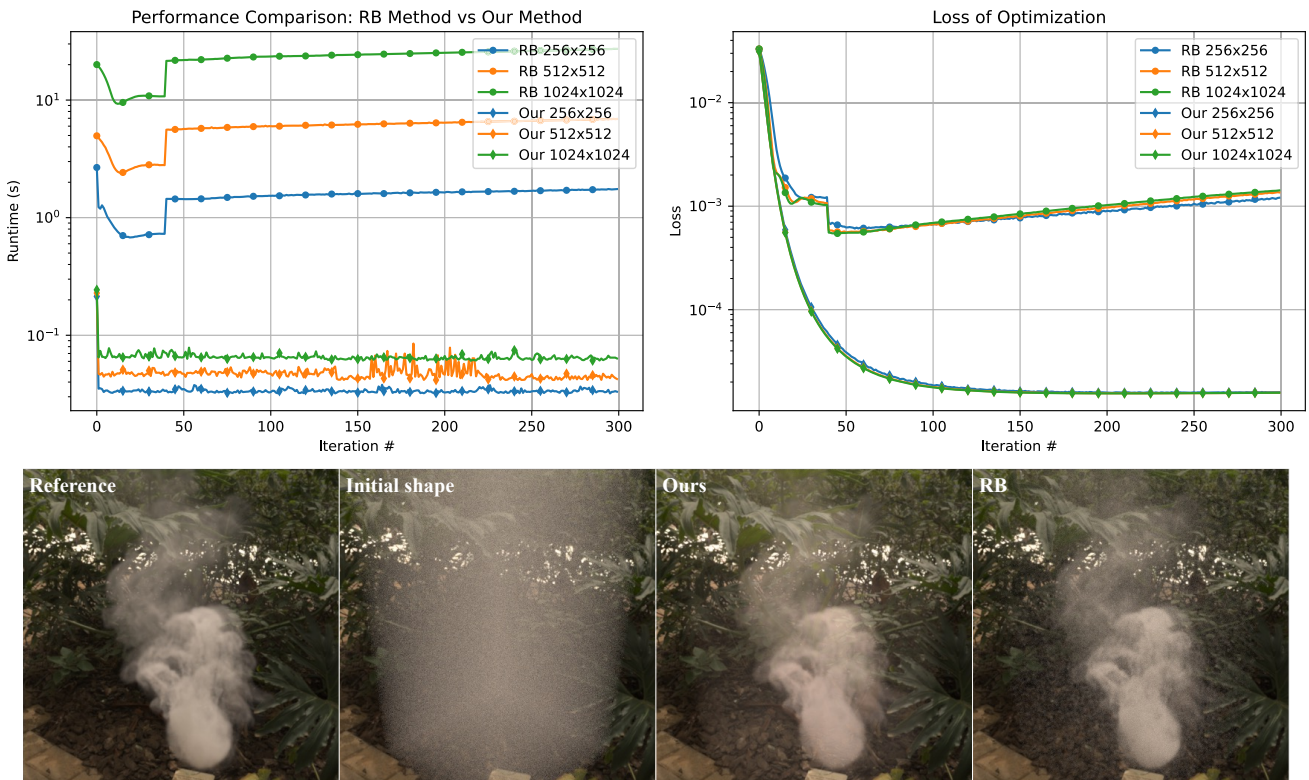 Performance Comparison: RB Method vs Our Method
Runtime (s)
10¹
10⁰
10⁻¹
RB 256x256
RB 512x512
RB 1024x1024
Our 256x256
Our 512x512
Our 1024x1024
0 50 100 150 200 250 300
Iteration #
Loss of Optimization
Loss
10⁻²
10⁻³
10⁻⁴
RB 256x256
RB 512x512
RB 1024x1024
Our 256x256
Our 512x512
Our 1024x1024
0 50 100 150 200 250 300
Iteration #
Reference
Initial shape
Ours
RB